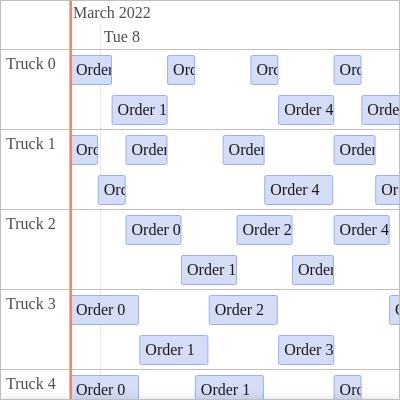 March 2022
Tue 8
Truck 0
Order
Orc
Orc
Orc
Order 1
Order 4
Orde
Truck 1
Orc
Order
Order
Order
Orc
Order 4
Or
Truck 2
Order 0
Order 2
Order 4
Order 1
Order
Truck 3
Order 0
Order 2
Order 1
Order 3
Truck 4
Order 0
Order 1
Orc